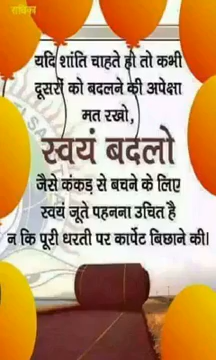 राधिका
यदि शांति चाहते हो तो कभी
दूसरों को बदलने की अपेक्षा
मत रखो,
स्वयं बदलो
जैसे कंकड़ से बचने के लिए
स्वयं जूते पहनना उचित है
न कि पूरी धरती पर कार्पेट बिछाने की।